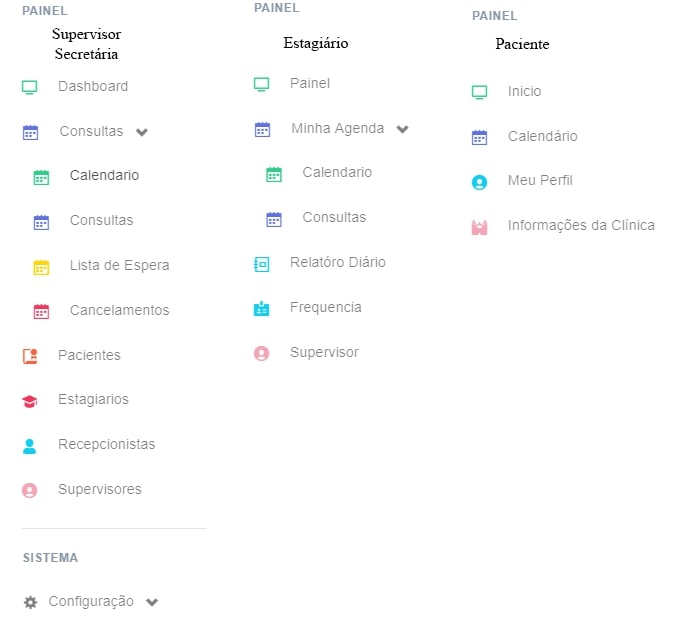 PAINEL
Supervisor
Secretária
Dashboard
Consultas
Calendario
Consultas
Lista de Espera
Cancelamentos
Pacientes
Estagiarios
Recepcionistas
Supervisores
SISTEMA
Configuração
PAINEL
Estagiário
Painel
Minha Agenda
Calendario
Consultas
Relatóro Diário
Frequencia
Supervisor
PAINEL
Paciente
Inicio
Calendário
Meu Perfil
Informações da Clínica